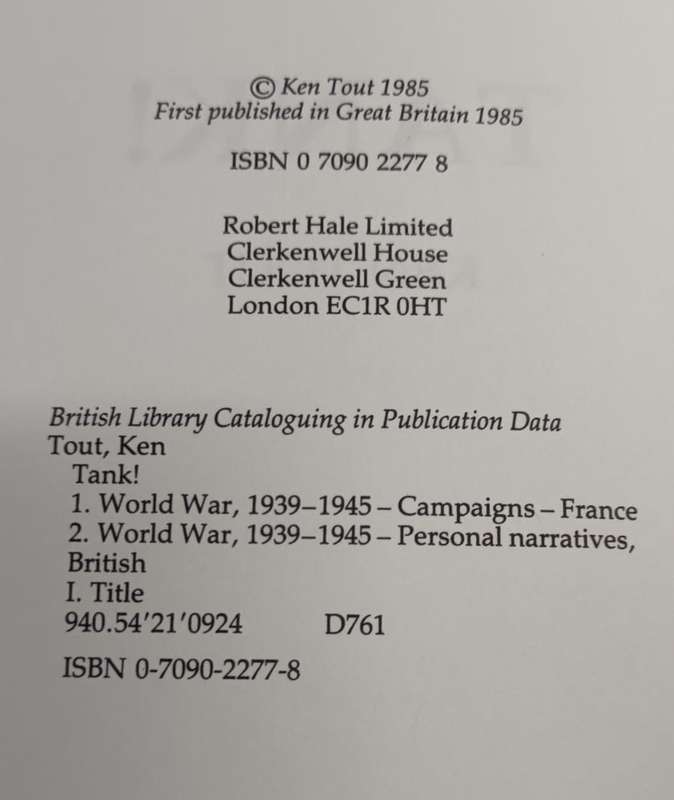 © Ken Tout 1985
First published in Great Britain 1985
ISBN 0 7090 2277 8
Robert Hale Limited
Clerkenwell House
Clerkenwell Green
London EC1R 0HT
British Library Cataloguing in Publication Data
Tout, Ken
Tank!
1. World War, 1939–1945 – Campaigns – France
2. World War, 1939–1945 – Personal narratives,
British
I. Title
940.54'21'0924 D761
ISBN 0-7090-2277-8